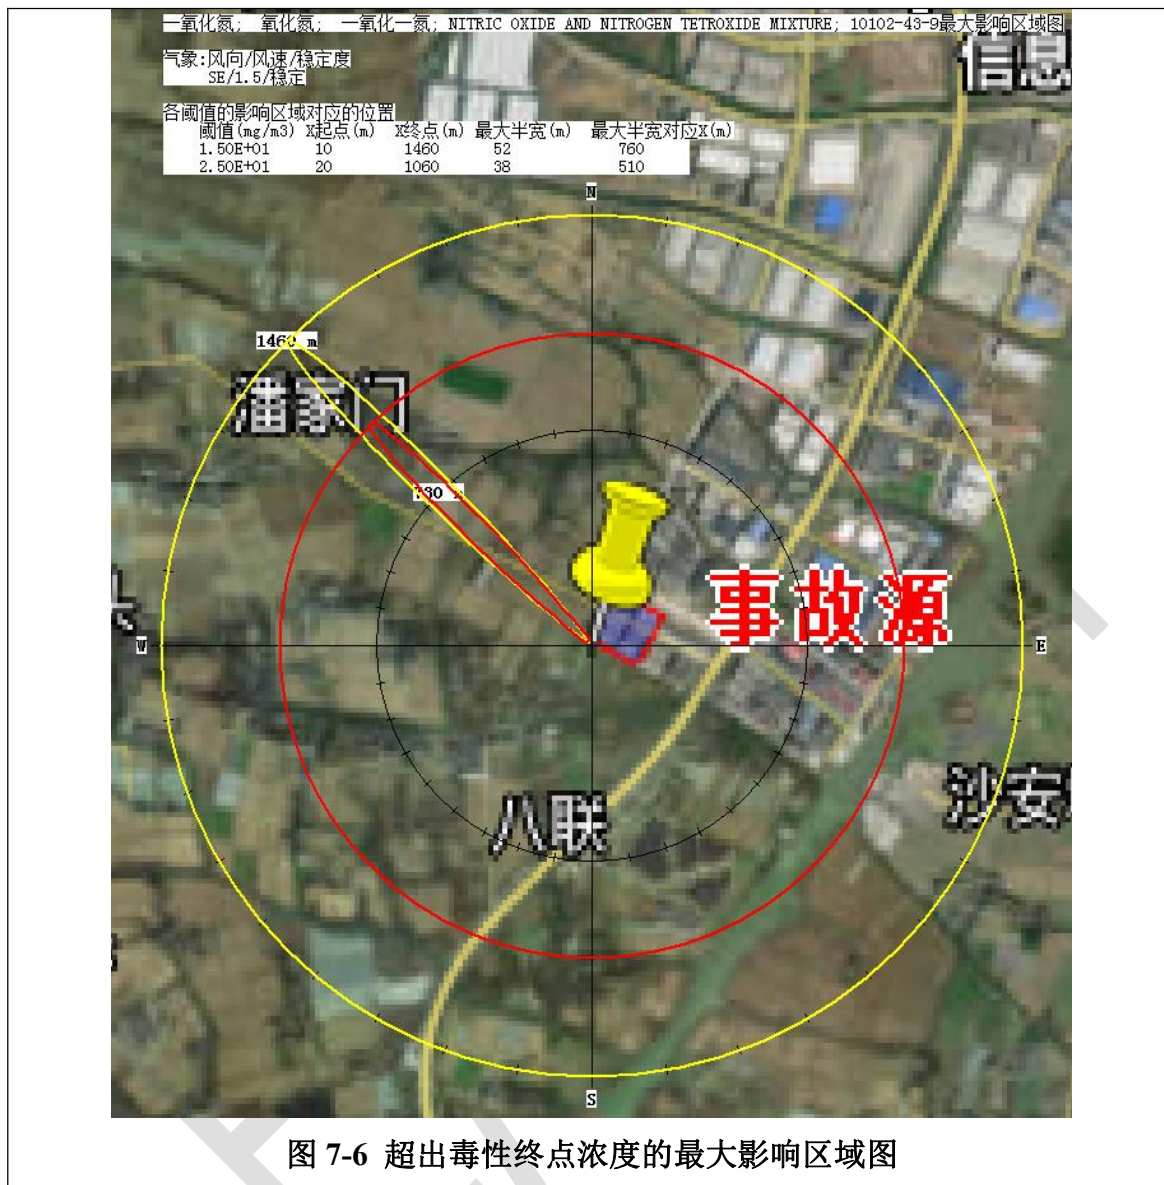 一氧化氮; 氧化氮; 一氧化一氮; NITRIC OXIDE AND NITROGEN TETROXIDE MIXTURE; 10102-43-9最大影响区域图
气象:风向/风速/稳定度
SE/1.5/稳定
各阈值的影响区域对应的位置
阈值(mg/m3) X起点(m) X终点(m) 最大半宽(m) 最大半宽对应X(m)
1.50E+01 10 1460 52 760
2.50E+01 20 1060 38 510
信息
N
1460 m
潘家门
730 m
事故源
W
E
沙安
八联
S
图 7-6 超出毒性终点浓度的最大影响区域图